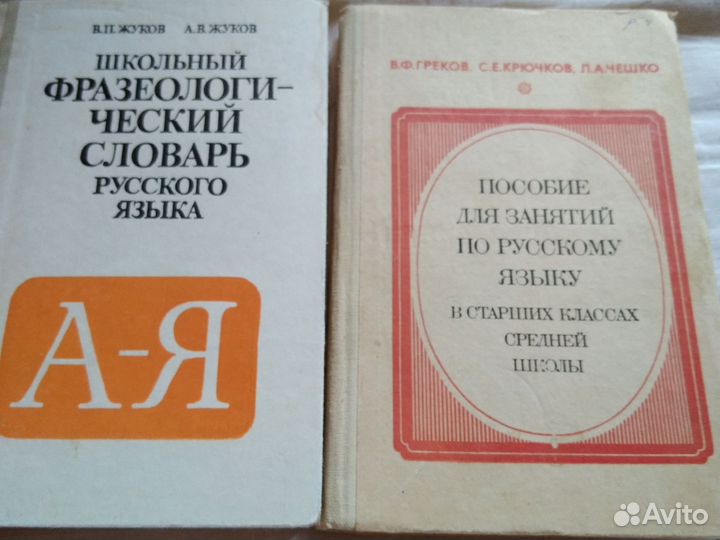 В.П. ЖУКОВ А.В. ЖУКОВ
ШКОЛЬНЫЙ
ФРАЗЕОЛОГИ-
ЧЕСКИЙ
СЛОВАРЬ
РУССКОГО
ЯЗЫКА
А-Я
В.Ф.ГРЕКОВ, С.Е.КРЮЧКОВ, Л.А.ЧЕШКО
ПОСОБИЕ
ДЛЯ ЗАНЯТИЙ
ПО РУССКОМУ
ЯЗЫКУ
В СТАРШИХ КЛАССАХ
СРЕДНЕЙ
ШКОЛЫ
Avito